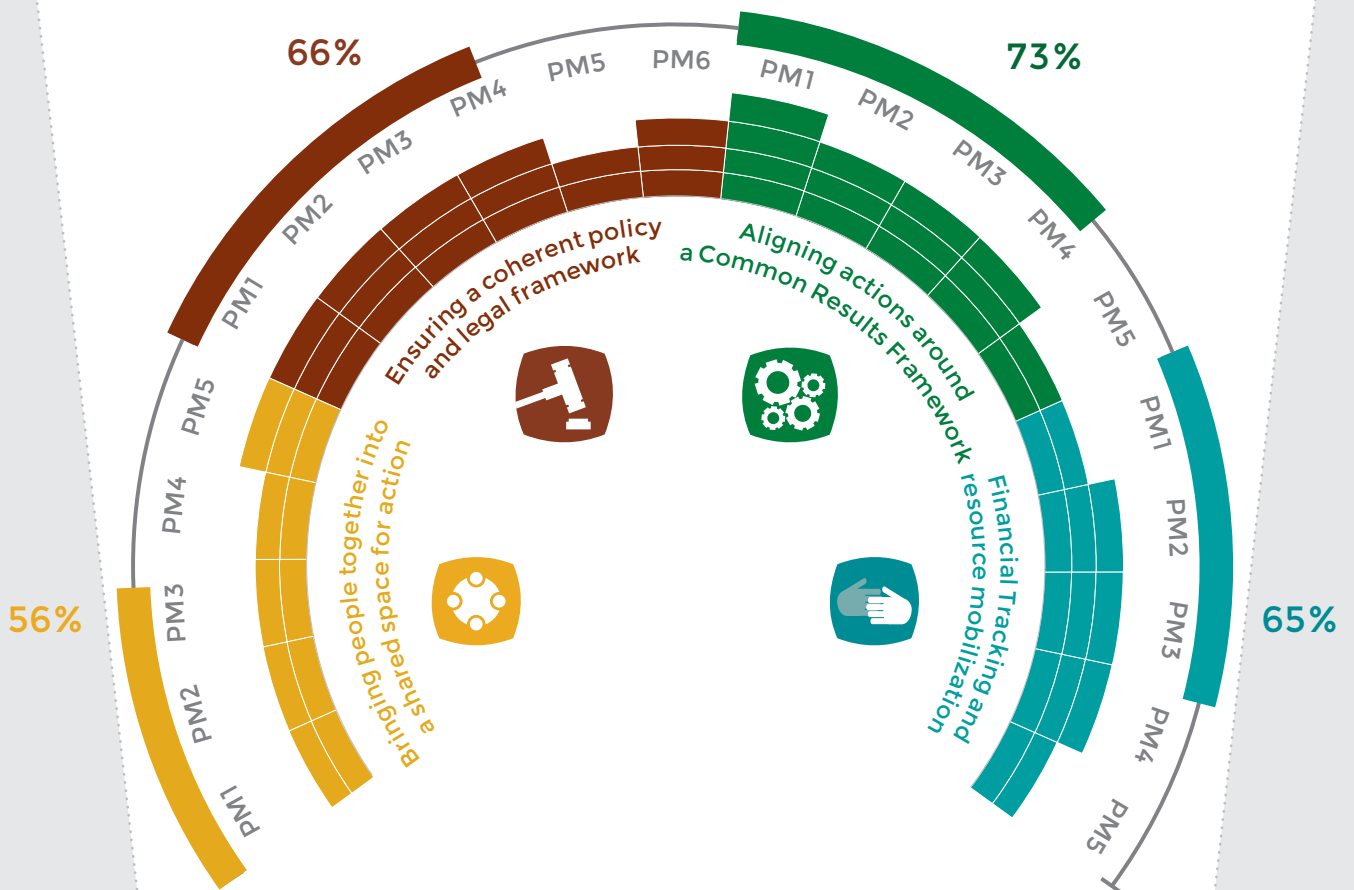 66%
73%
PM1
PM2
PM3
PM4
PM5
PM6
PM1
PM2
PM3
PM4
PM5
Ensuring a coherent policy
and legal framework
Aligning actions around
a Common Results Framework
PM1
PM2
PM3
PM4
PM5
Bringing people together into
a shared space for action
56%
PM1
PM2
PM3
PM4
PM5
Financial Tracking and
resource mobilization
65%